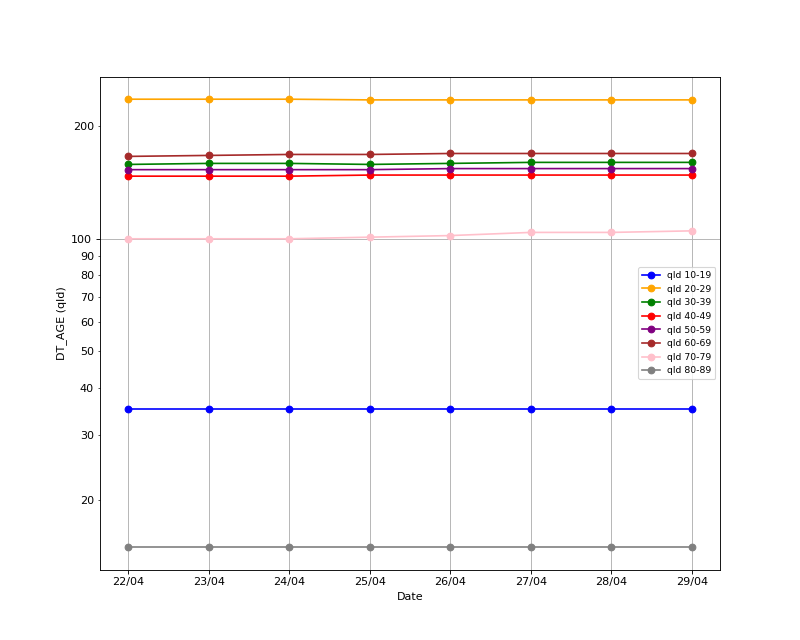 200
100
90
80
70
60
50
40
30
20
DT_AGE (qld)
qld 10-19
qld 20-29
qld 30-39
qld 40-49
qld 50-59
qld 60-69
qld 70-79
qld 80-89
22/04 23/04 24/04 25/04 26/04 27/04 28/04 29/04
Date